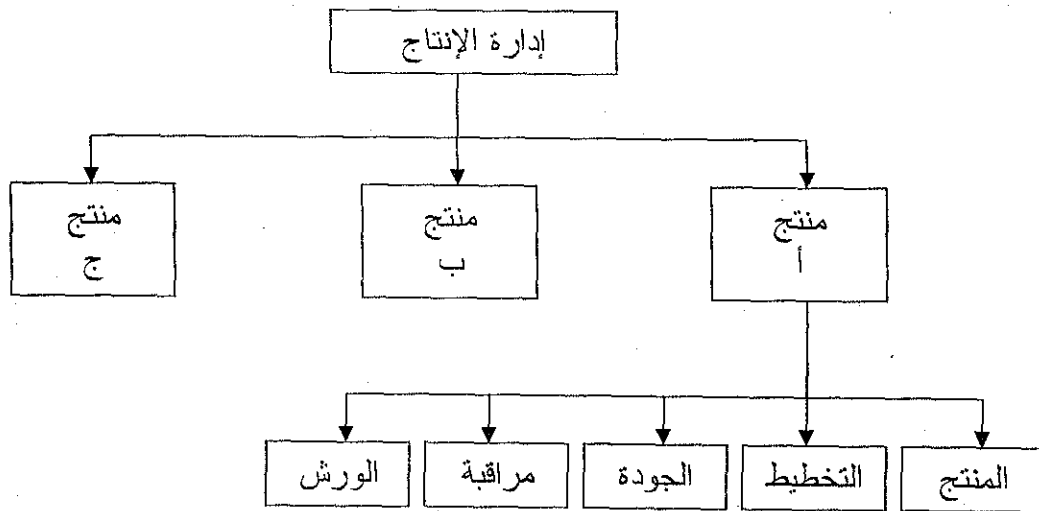 إدارة الإنتاج
منتج
أ
منتج
ب
منتج
ج
المنتج
التخطيط
الجودة
مراقبة
الورش